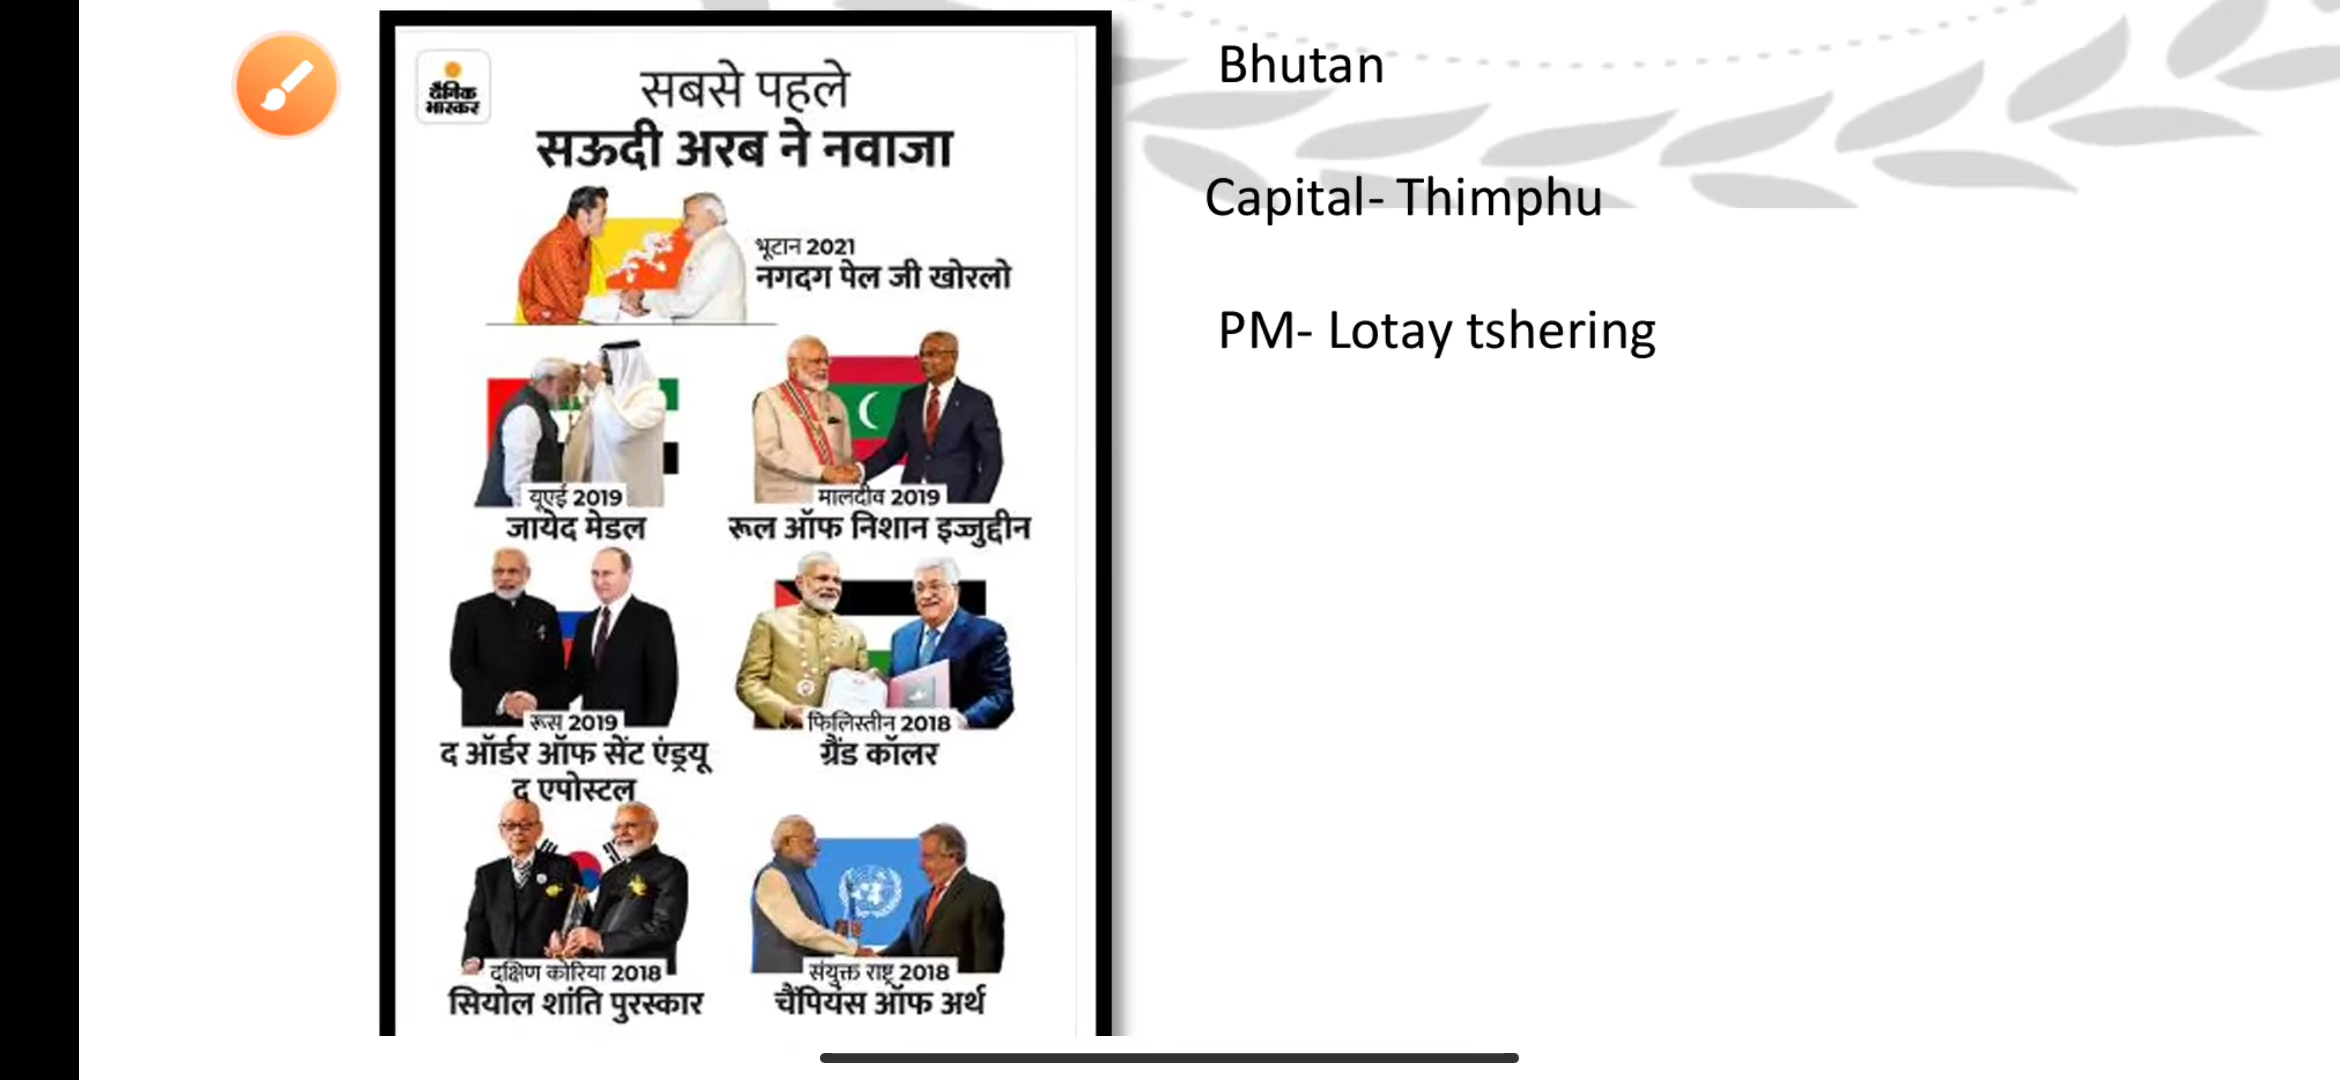 दैनिक
भास्कर
सबसे पहले
सऊदी अरब ने नवाजा
भूटान 2021
नगदग पेल जी खोरलो
यूएई 2019
जायेद मेडल
मालदीव 2019
रूल ऑफ निशान इज्जुद्दीन
रूस 2019
द ऑर्डर ऑफ सेंट एंड्रयू
द एपोस्टल
फिलिस्तीन 2018
ग्रैंड कॉलर
दक्षिण कोरिया 2018
सियोल शांति पुरस्कार
संयुक्त राष्ट्र 2018
चैंपियंस ऑफ अर्थ
Bhutan
Capital- Thimphu
PM- Lotay tshering